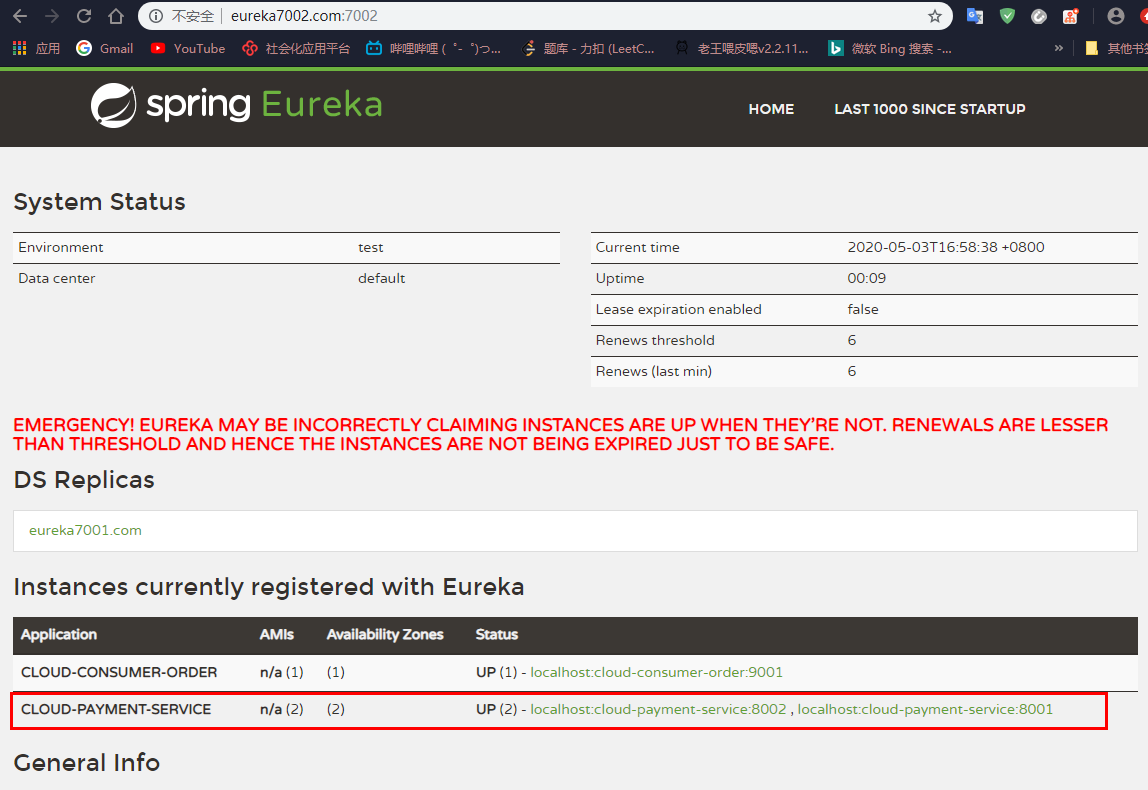 不安全 eureka7002.com:7002
应用 Gmail YouTube 社会化应用平台 哔哩哔哩 (゜-゜)つ... 题库 - 力扣 (LeetC... 老王喂皮嗯v2.2.11... 微软 Bing 搜索 -... » 其他书签
spring Eureka HOME LAST 1000 SINCE STARTUP
System Status
Environment test Current time 2020-05-03T16:58:38 +0800
Data center default Uptime 00:09
Lease expiration enabled false
Renews threshold 6
Renews (last min) 6
EMERGENCY! EUREKA MAY BE INCORRECTLY CLAIMING INSTANCES ARE UP WHEN THEY'RE NOT. RENEWALS ARE LESSER
THAN THRESHOLD AND HENCE THE INSTANCES ARE NOT BEING EXPIRED JUST TO BE SAFE.
DS Replicas
eureka7001.com
Instances currently registered with Eureka
Application AMIs Availability Zones Status
CLOUD-CONSUMER-ORDER n/a (1) (1) UP (1) - localhost:cloud-consumer-order:9001
CLOUD-PAYMENT-SERVICE n/a (2) (2) UP (2) - localhost:cloud-payment-service:8002 , localhost:cloud-payment-service:8001
General Info